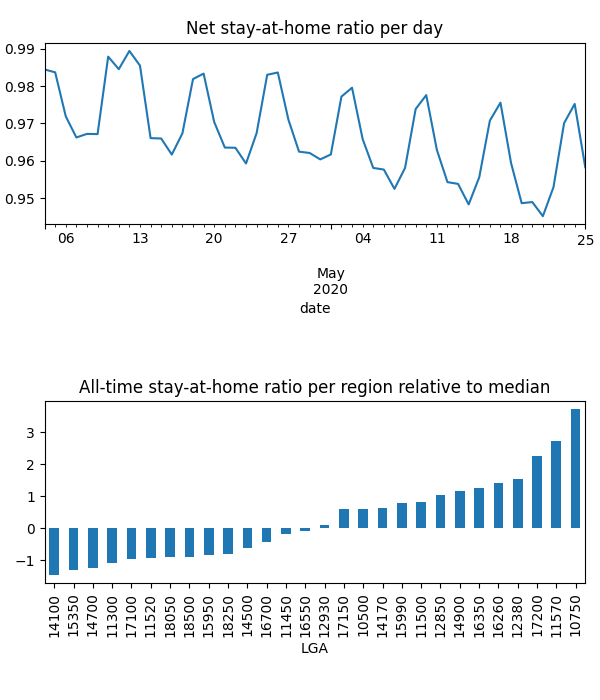 Net stay-at-home ratio per day
0.99
0.98
0.97
0.96
0.95
06 13 20 27 04 11 18 25
May
2020
date
All-time stay-at-home ratio per region relative to median
3
2
1
0
−1
14100 15350 14700 11300 17100 11520 18050 18500 15950 18250 14500 16700 11450 16550 12930 17150 10500 14170 15990 11500 12850 14900 16350 16260 12380 17200 11570 10750
LGA